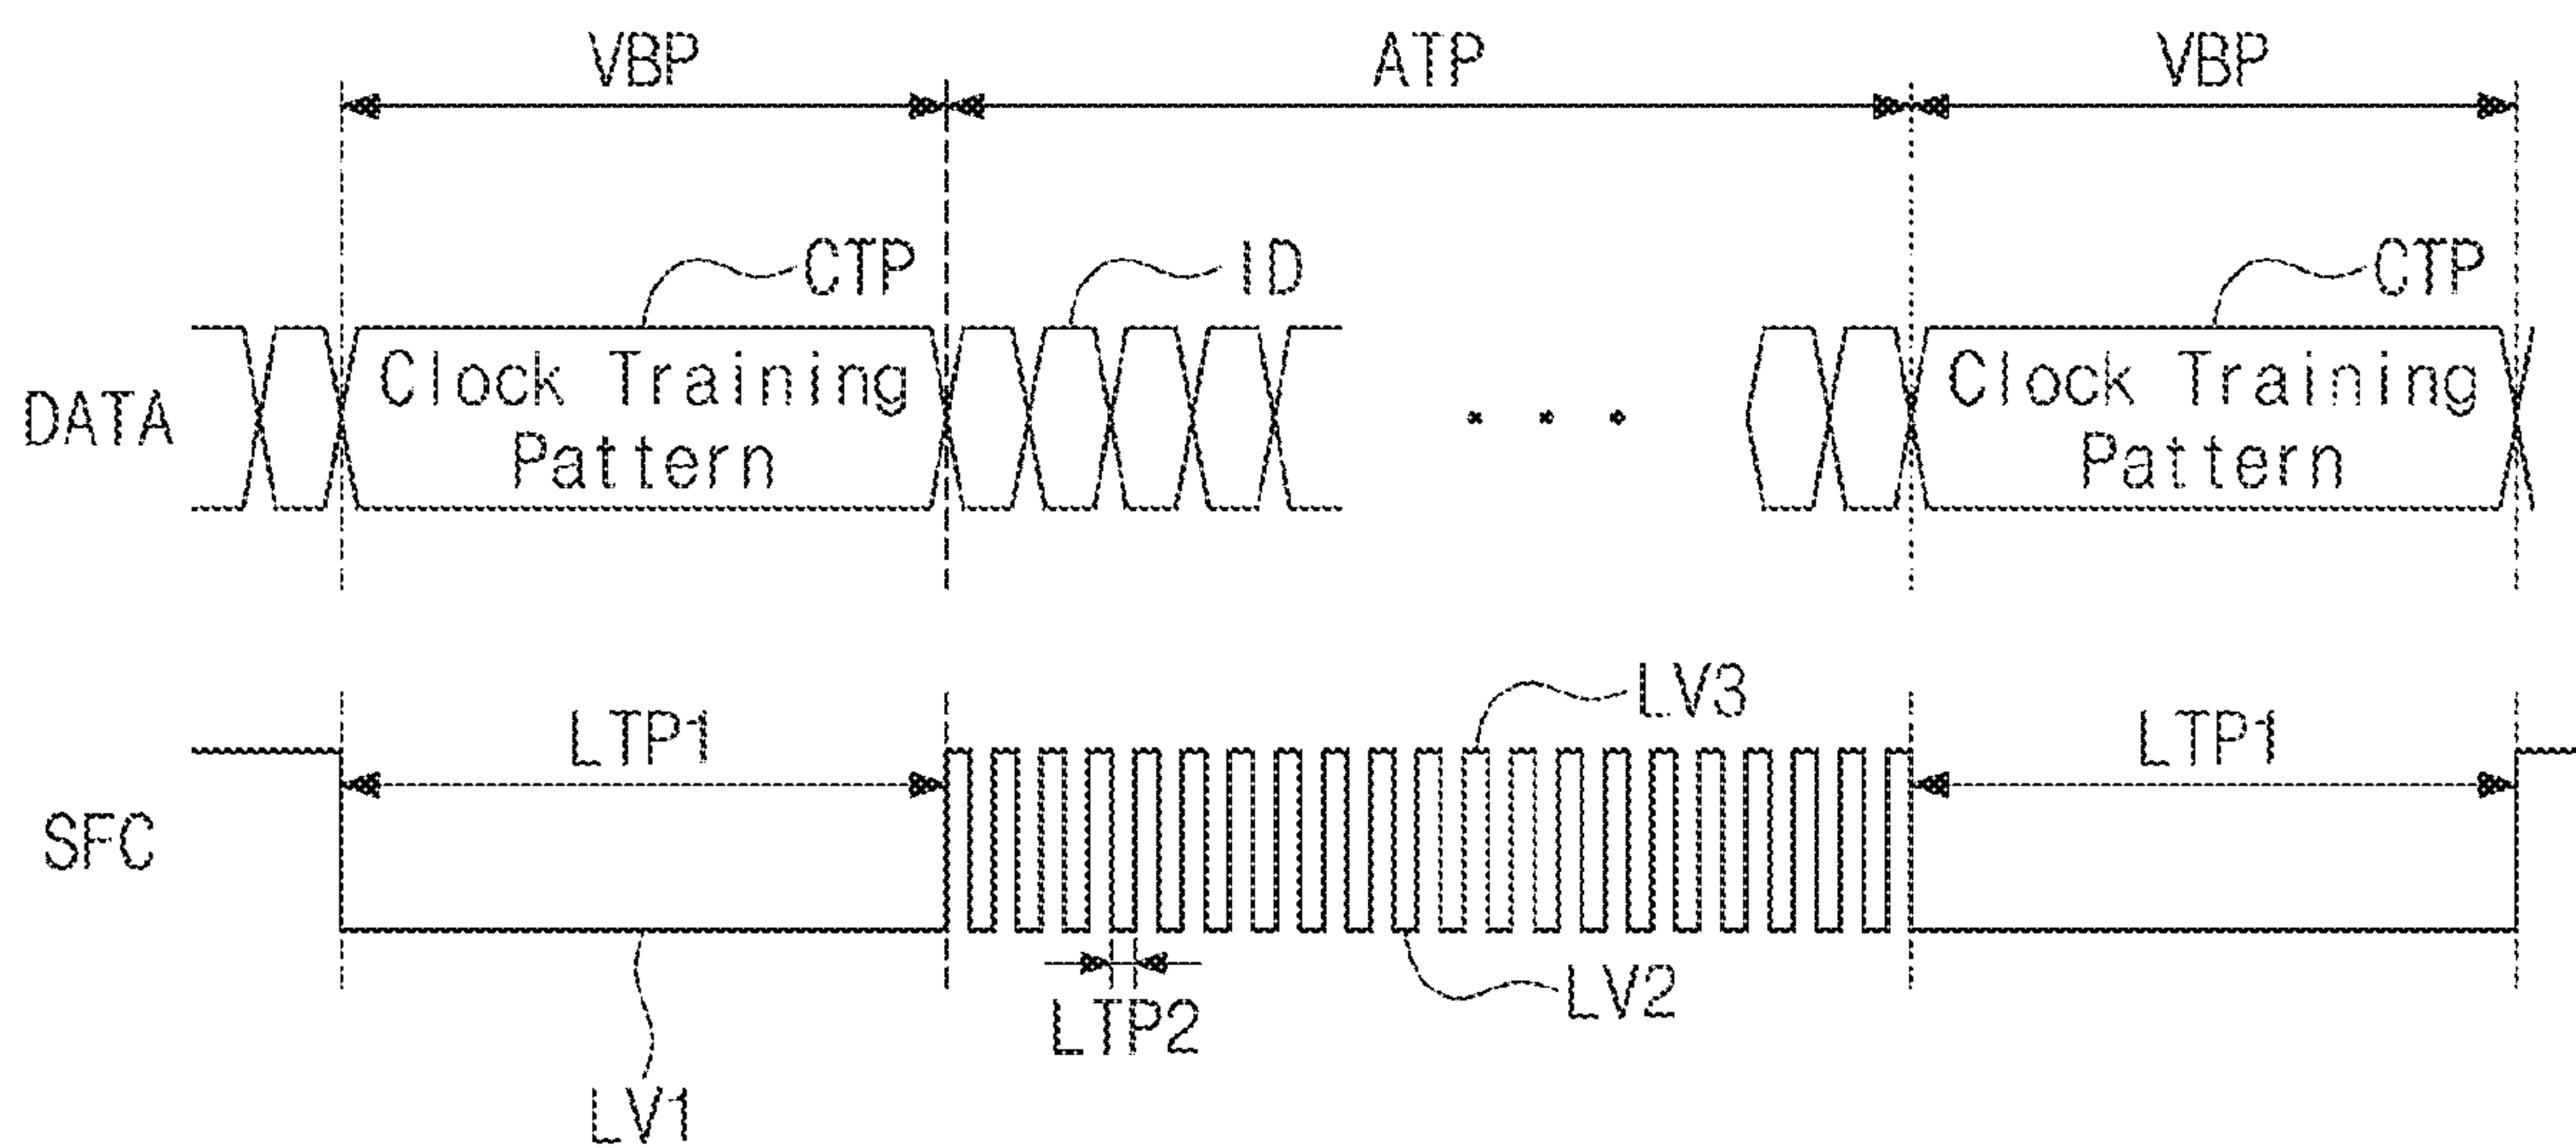 VBP ATP VBP
CTP ID CTP
DATA Clock Training Pattern . . . Clock Training Pattern
LV3
LTP1 LTP1
SFC
LTP2 LV2
LV1